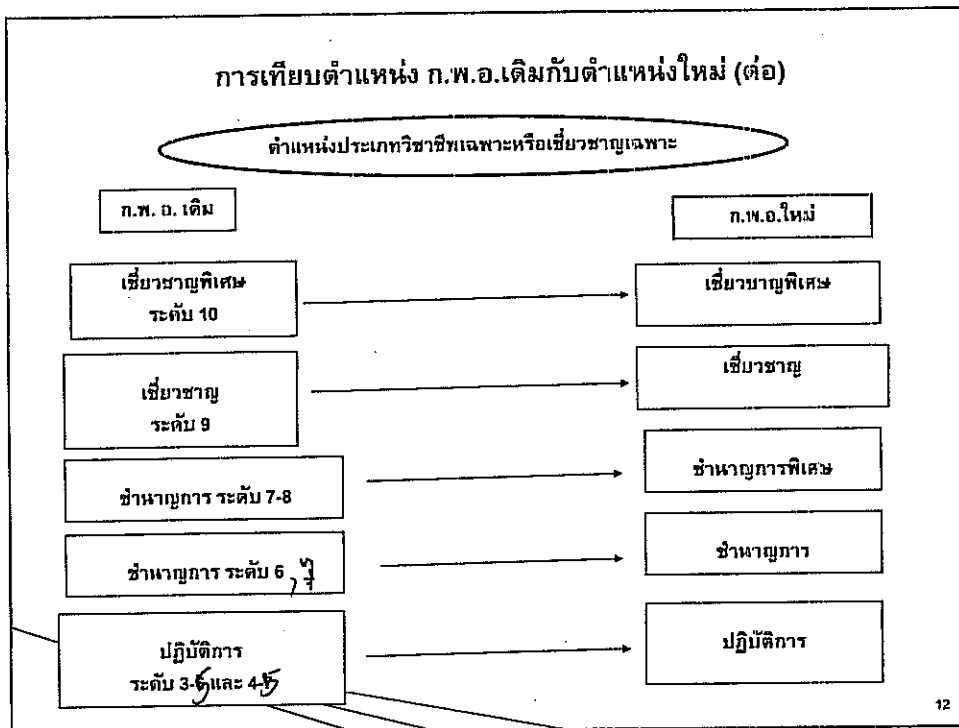 การเทียบตำแหน่ง ก.พ.อ.เดิมกับตำแหน่งใหม่ (ต่อ)
ตำแหน่งประเภทวิชาชีพเฉพาะหรือเชี่ยวชาญเฉพาะ
ก.พ.อ. เดิม
ก.พ.อ.ใหม่
เชี่ยวชาญพิเศษ
ระดับ 10
เชี่ยวชาญพิเศษ
เชี่ยวชาญ
ระดับ 9
เชี่ยวชาญ
ชำนาญการ ระดับ 7-8
ชำนาญการพิเศษ
ชำนาญการ ระดับ 6
ชำนาญการ
ปฏิบัติการ
ระดับ 3-5และ 4-5
ปฏิบัติการ
12